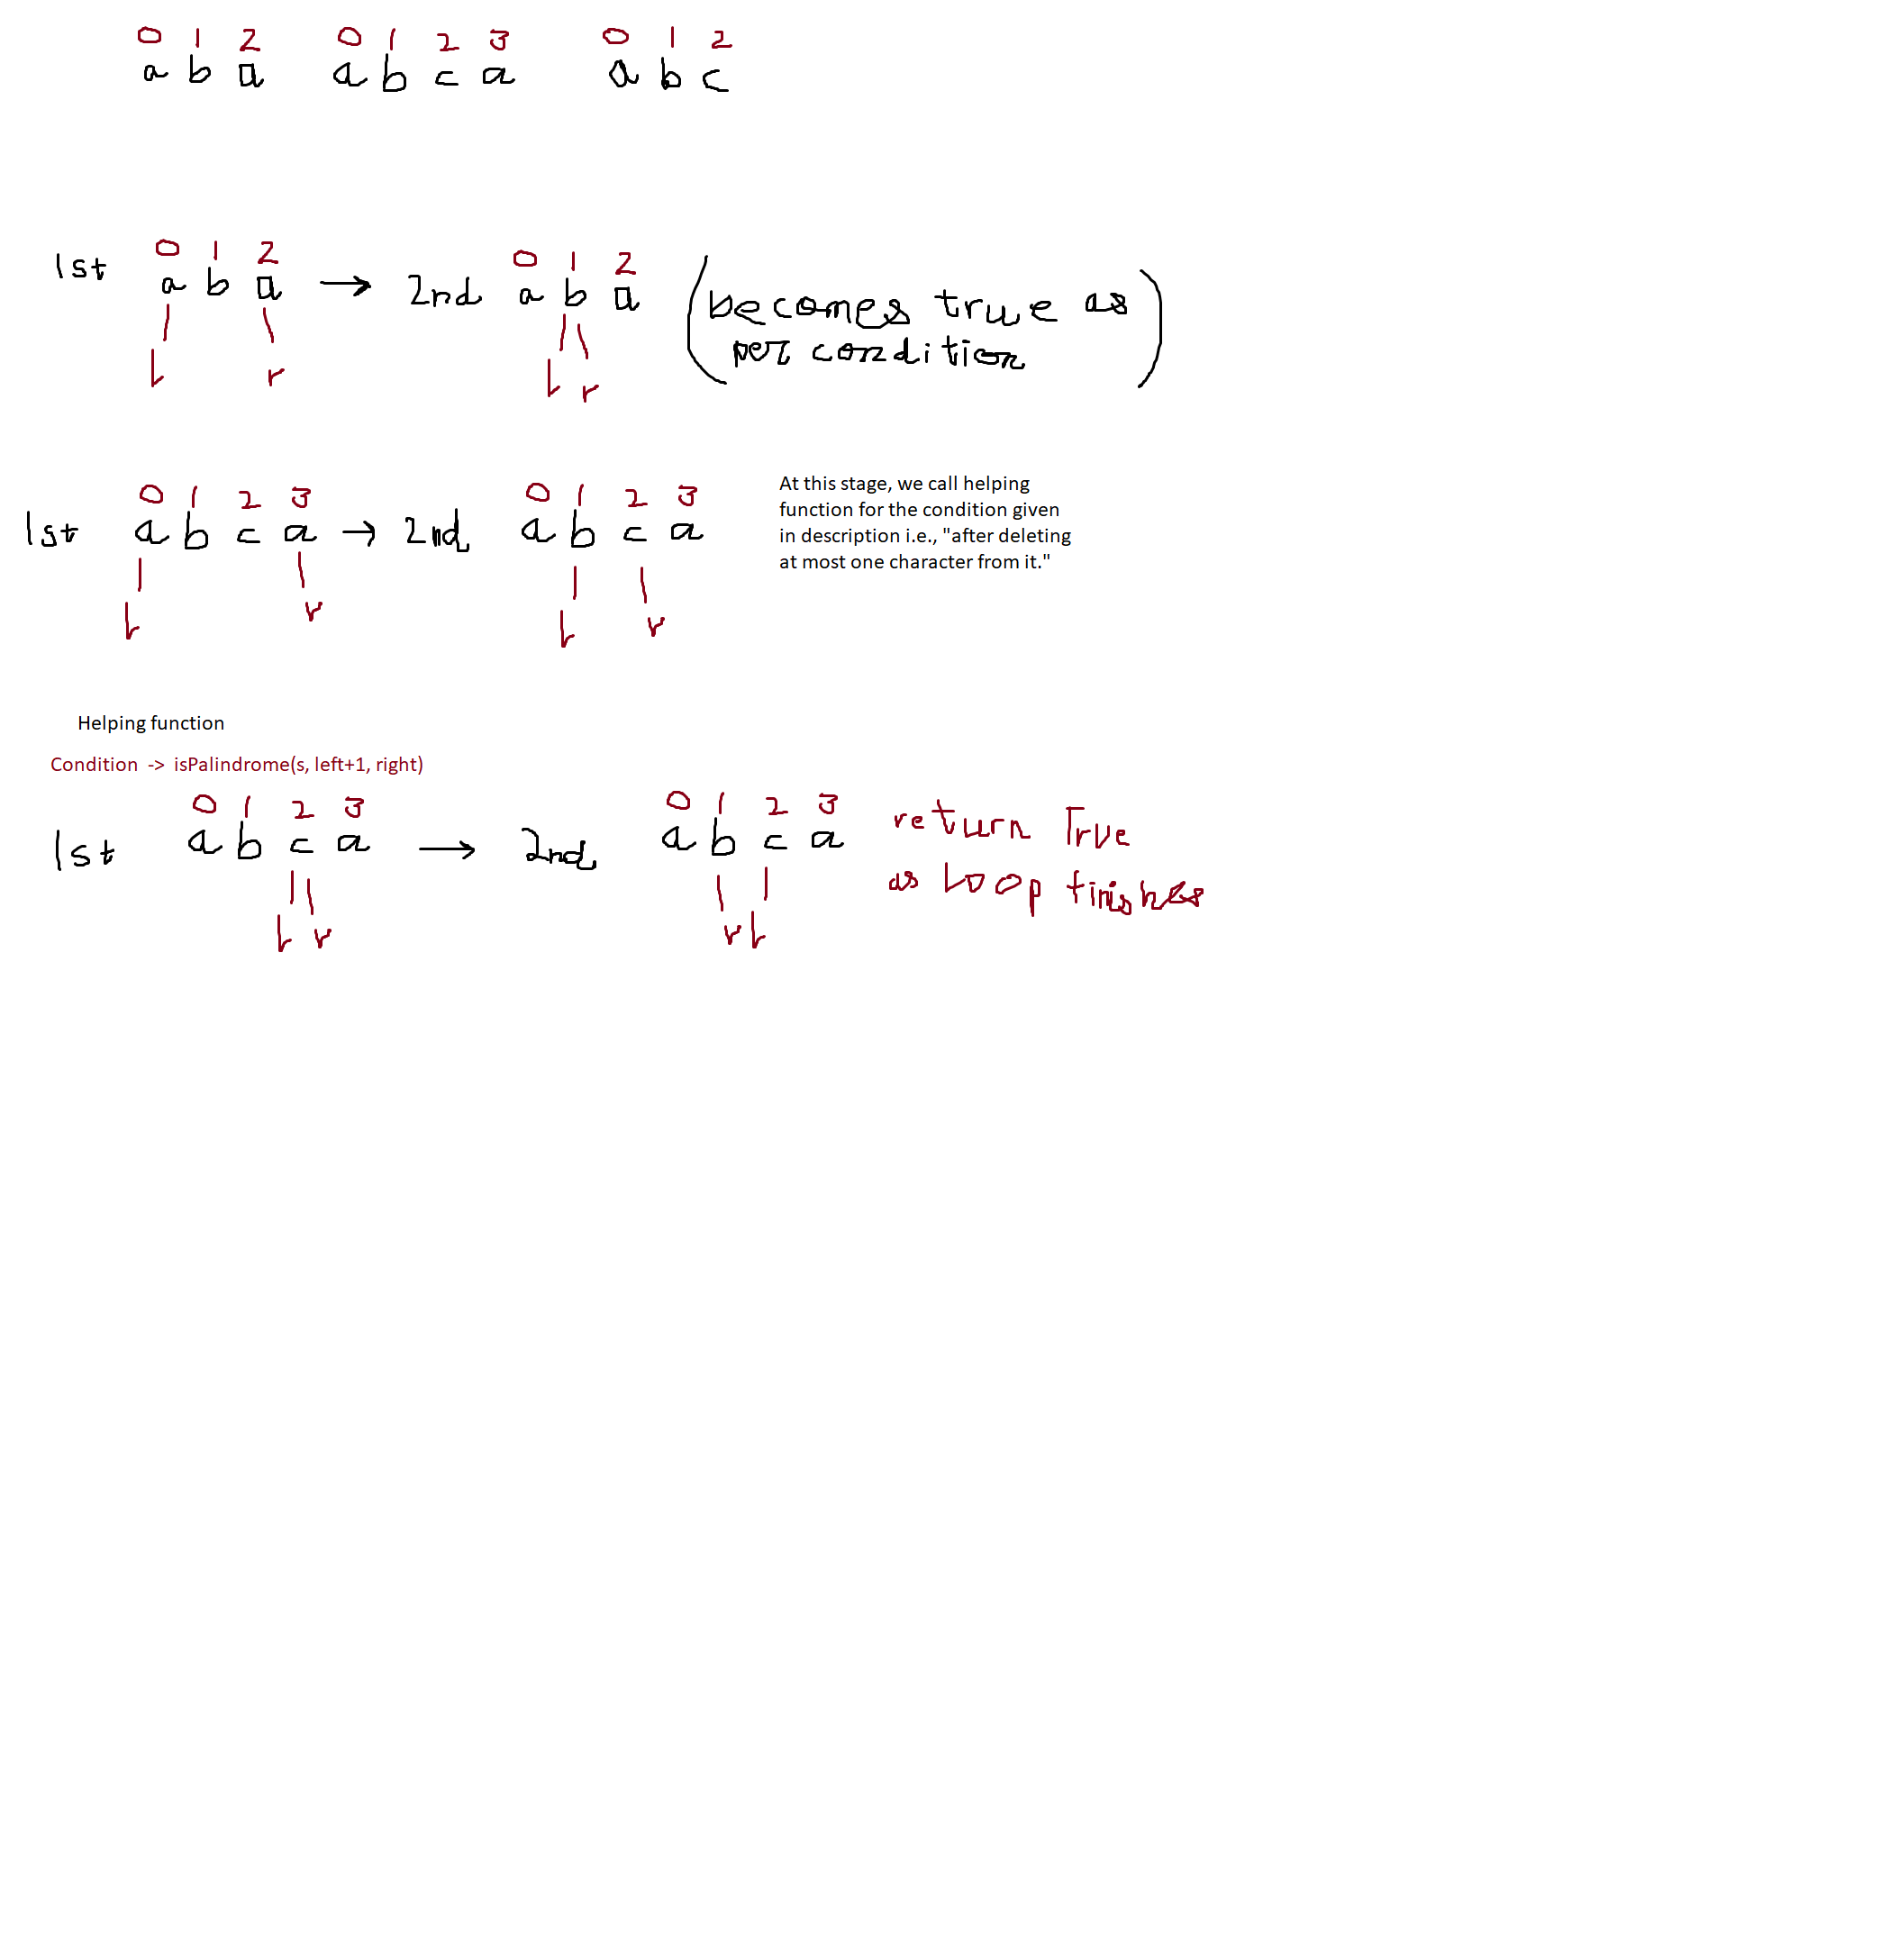 0 1 2 0 1 2 3 0 1 2
a b a a b c a a b c
0 1 2 0 1 2
1st a b a → 2nd a b a (becomes true as
per condition)
l r l r
0 1 2 3 0 1 2 3
1st a b c a → 2nd a b c a
l r l r
At this stage, we call helping
function for the condition given
in description i.e., "after deleting
at most one character from it."
Helping function
Condition -> isPalindrome(s, left+1, right)
0 1 2 3 0 1 2 3
1st a b c a → 2nd a b c a
l r r l
return True
as loop finishes